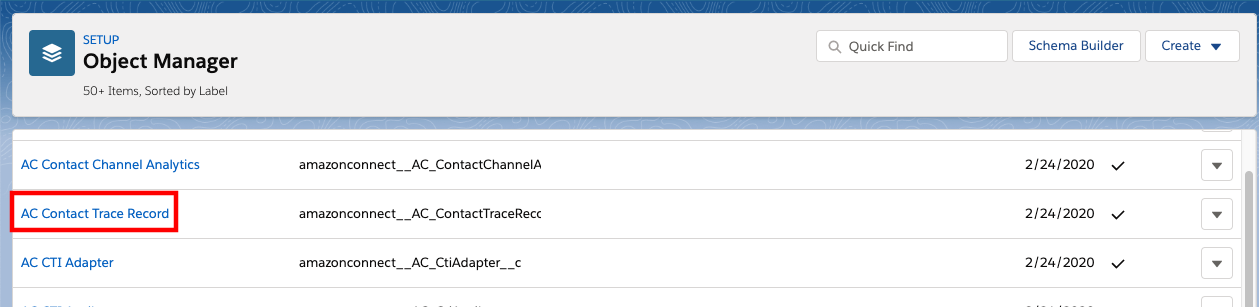 SETUP
Object Manager
50+ Items, Sorted by Label
Quick Find
Schema Builder
Create
AC Contact Channel Analytics amazonconnect__AC_ContactChannelA 2/24/2020
AC Contact Trace Record amazonconnect__AC_ContactTraceRec 2/24/2020
AC CTI Adapter amazonconnect__AC_CtiAdapter__c 2/24/2020